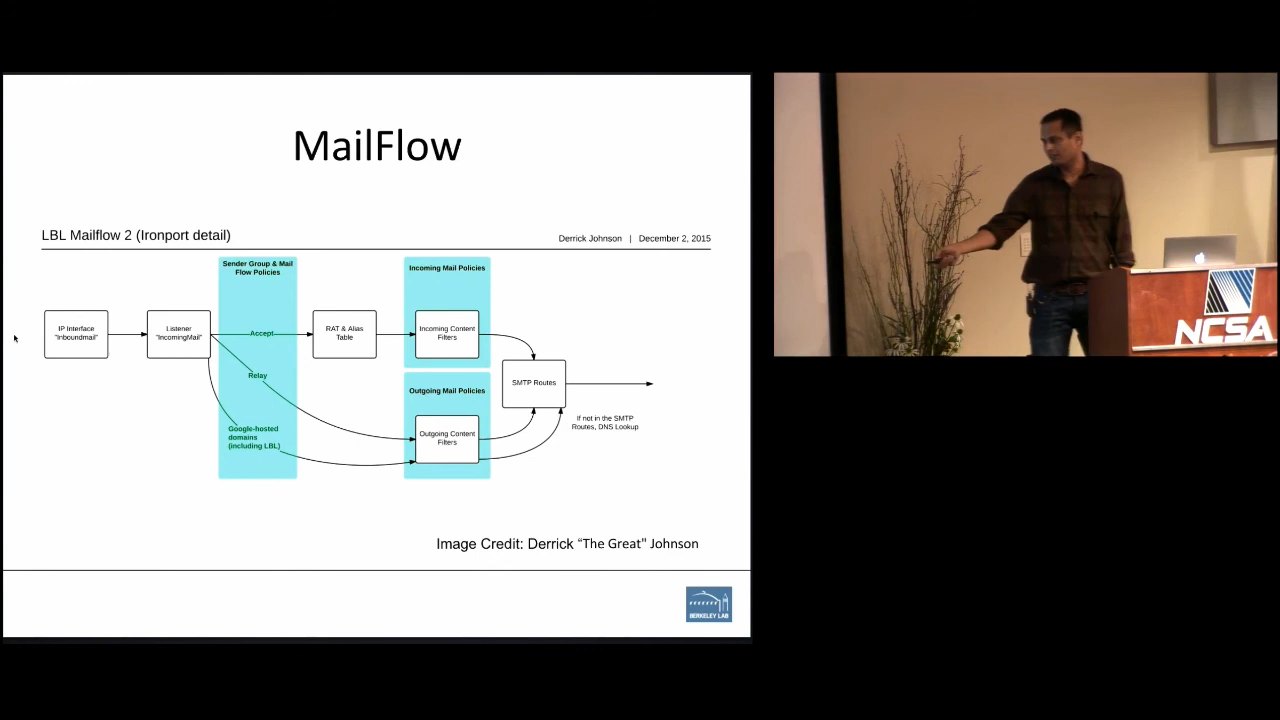 MailFlow
LBL Mailflow 2 (Ironport detail)
Derrick Johnson | December 2, 2015
Sender Group & Mail
Flow Policies
Incoming Mail Policies
IP Interface
"Inboundmail"
Listener
"IncomingMail"
Accept
RAT & Alias
Table
Incoming Content
Filters
Relay
SMTP Routes
Outgoing Mail Policies
If not in the SMTP
Routes, DNS Lookup
Google-hosted
domains
(including LBL)
Outgoing Content
Filters
Image Credit: Derrick “The Great" Johnson
BERKELEY LAB
NCSA